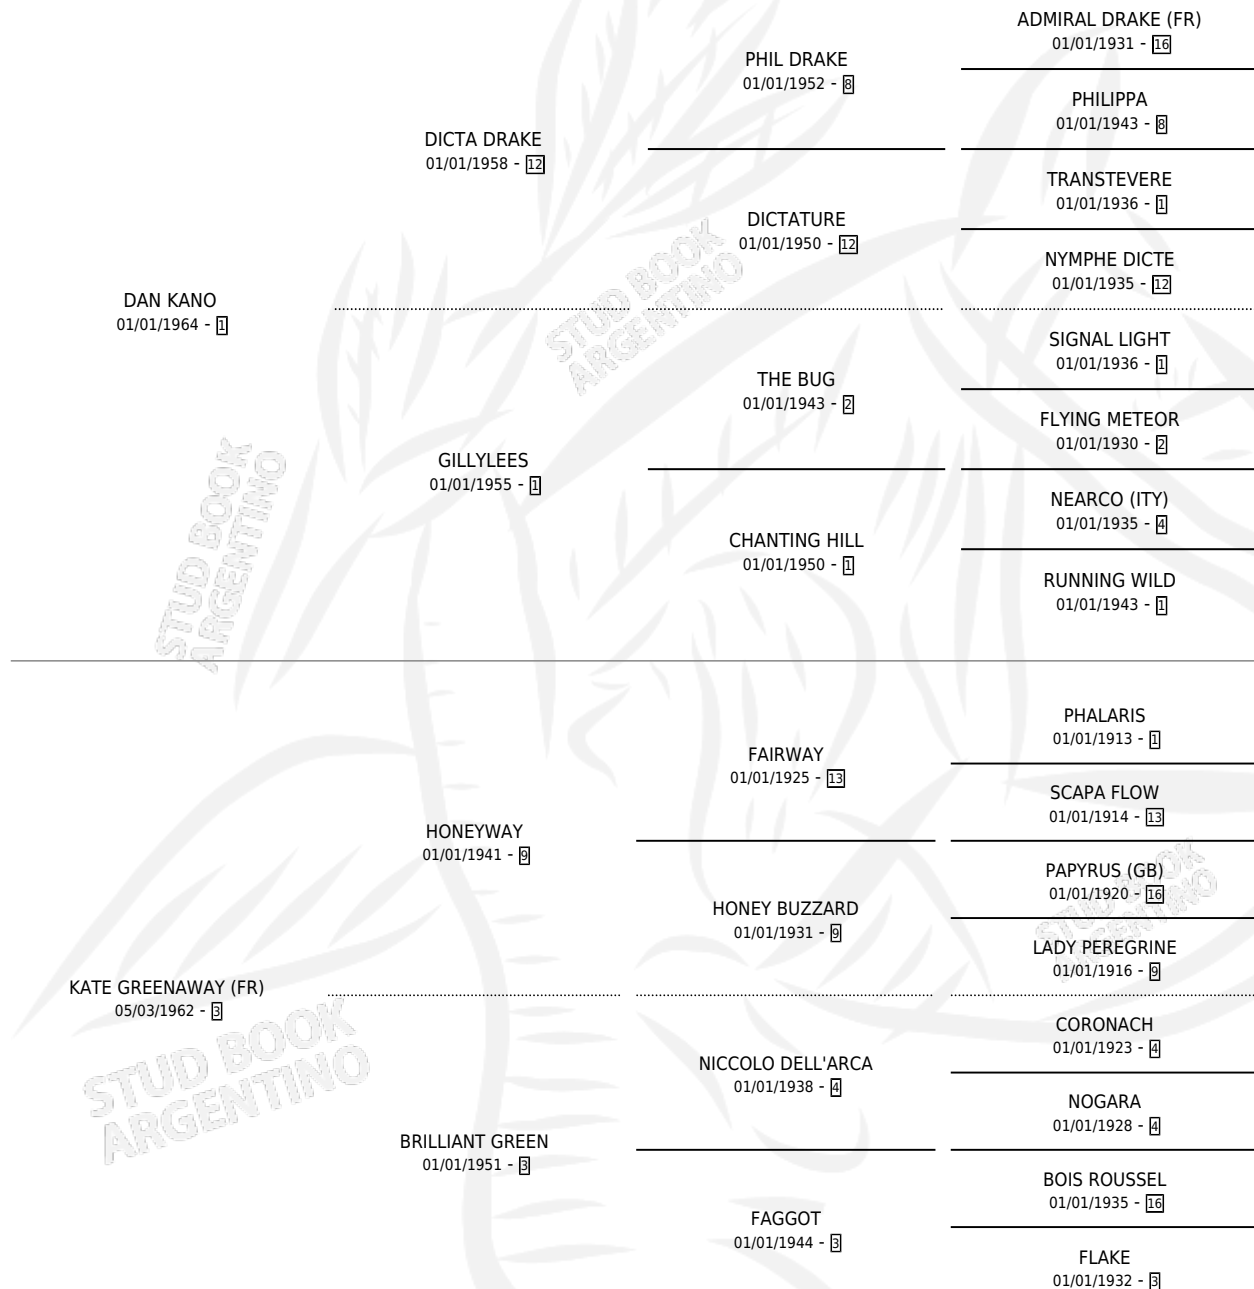 ADMIRAL DRAKE (FR)
01/01/1931 - 16
PHIL DRAKE
01/01/1952 - 8
PHILIPPA
01/01/1943 - 8
DICTA DRAKE
01/01/1958 - 12
TRANSTEVERE
01/01/1936 - 1
DICTATURE
01/01/1950 - 12
NYMPHE DICTE
01/01/1935 - 12
DAN KANO
01/01/1964 - 1
SIGNAL LIGHT
01/01/1936 - 1
THE BUG
01/01/1943 - 2
FLYING METEOR
01/01/1930 - 2
GILLYLEES
01/01/1955 - 1
NEARCO (ITY)
01/01/1935 - 4
CHANTING HILL
01/01/1950 - 1
RUNNING WILD
01/01/1943 - 1
PHALARIS
01/01/1913 - 1
FAIRWAY
01/01/1925 - 13
SCAPA FLOW
01/01/1914 - 13
HONEYWAY
01/01/1941 - 9
PAPYRUS (GB)
01/01/1920 - 16
HONEY BUZZARD
01/01/1931 - 9
LADY PEREGRINE
01/01/1916 - 9
KATE GREENAWAY (FR)
05/03/1962 - 3
CORONACH
01/01/1923 - 4
NICCOLO DELL'ARCA
01/01/1938 - 4
NOGARA
01/01/1928 - 4
BRILLIANT GREEN
01/01/1951 - 3
BOIS ROUSSEL
01/01/1935 - 16
FAGGOT
01/01/1944 - 3
FLAKE
01/01/1932 - 3
STUD BOOK
ARGENTINO
STUD BOOK
ARGENTINO
STUD BOOK
ARGENTINO
STUD BOOK
ARGENTINO